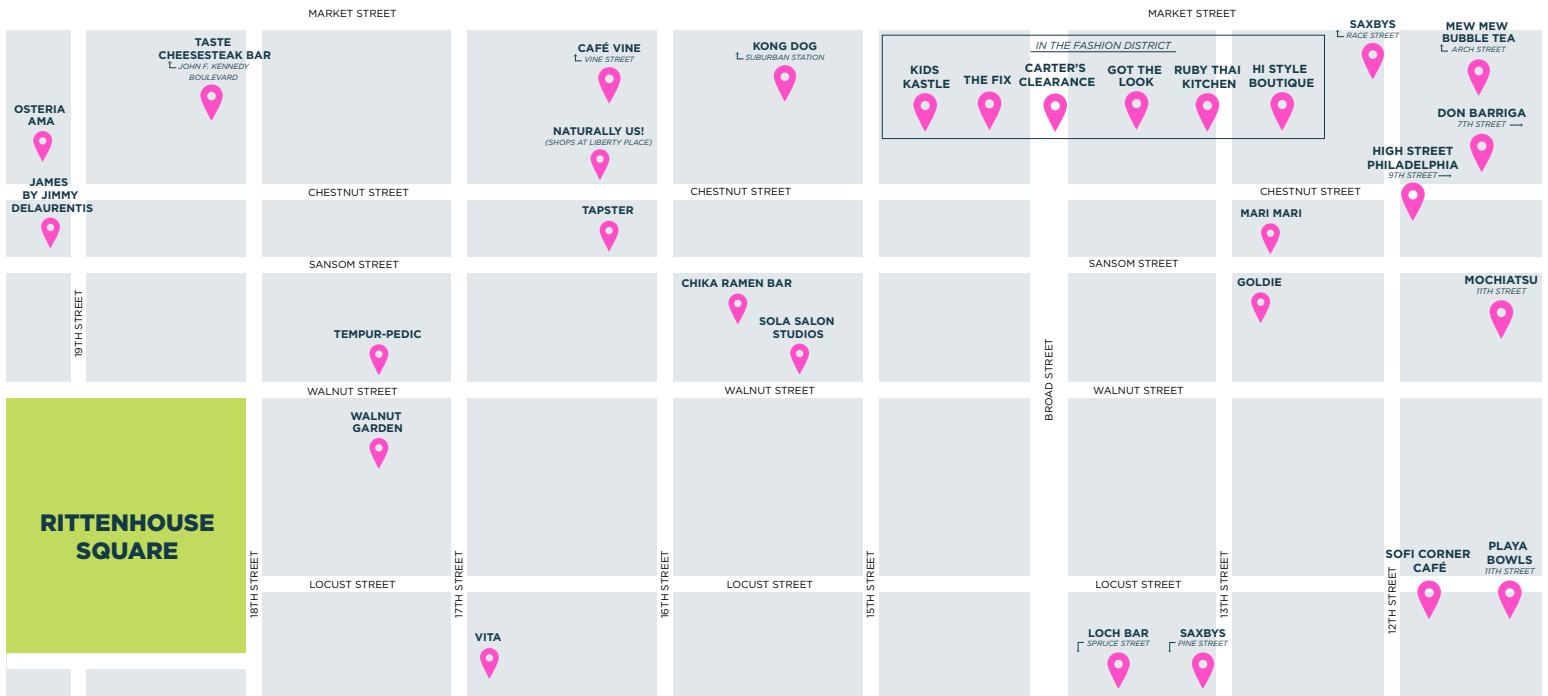 MARKET STREET
MARKET STREET
TASTE
CHEESESTEAK BAR
JOHN F. KENNEDY
BOULEVARD
OSTERIA
AMA
CAFÉ VINE
VINE STREET
NATURALLY US!
(SHOPS AT LIBERTY PLACE)
KONG DOG
SUBURBAN STATION
IN THE FASHION DISTRICT
KIDS
KASTLE
THE FIX
CARTER'S
CLEARANCE
GOT THE
LOOK
RUBY THAI
KITCHEN
HI STYLE
BOUTIQUE
SAXBYS
RACE STREET
MEW MEW
BUBBLE TEA
ARCH STREET
DON BARRIGA
7TH STREET
HIGH STREET
PHILADELPHIA
9TH STREET
JAMES
BY JIMMY
DELAURENTIS
CHESTNUT STREET
CHESTNUT STREET
CHESTNUT STREET
TAPSTER
MARI MARI
SANSOM STREET
SANSOM STREET
19TH STREET
TEMPUR-PEDIC
CHIKA RAMEN BAR
SOLA SALON
STUDIOS
BROAD STREET
GOLDIE
MOCHIATSU
11TH STREET
WALNUT STREET
WALNUT STREET
WALNUT STREET
WALNUT
GARDEN
RITTENHOUSE
SQUARE
18TH STREET
17TH STREET
16TH STREET
15TH STREET
13TH STREET
12TH STREET
SOFI CORNER
CAFÉ
PLAYA
BOWLS
11TH STREET
LOCUST STREET
LOCUST STREET
LOCUST STREET
VITA
LOCH BAR
SPRUCE STREET
SAXBYS
PINE STREET